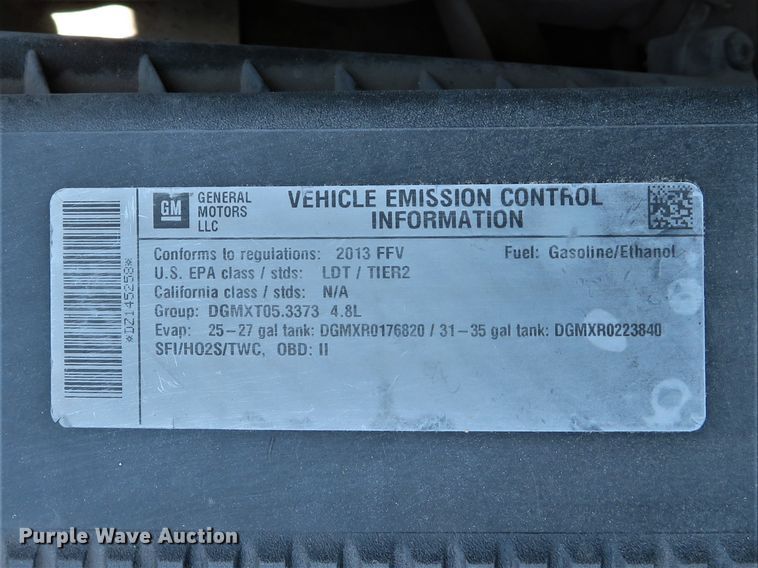 GM
GENERAL
MOTORS
LLC
VEHICLE EMISSION CONTROL
INFORMATION
Conforms to regulations: 2013 FFV Fuel: Gasoline/Ethanol
U.S. EPA class / stds: LDT / TIER2
California class / stds: N/A
Group: DGMXT05.3373 4.8L
Evap: 25-27 gal tank: DGMXR0176820 / 31-35 gal tank: DGMXR0223840
SFI/HO2S/TWC, OBD: II
*DZ145258*
Purple Wave Auction